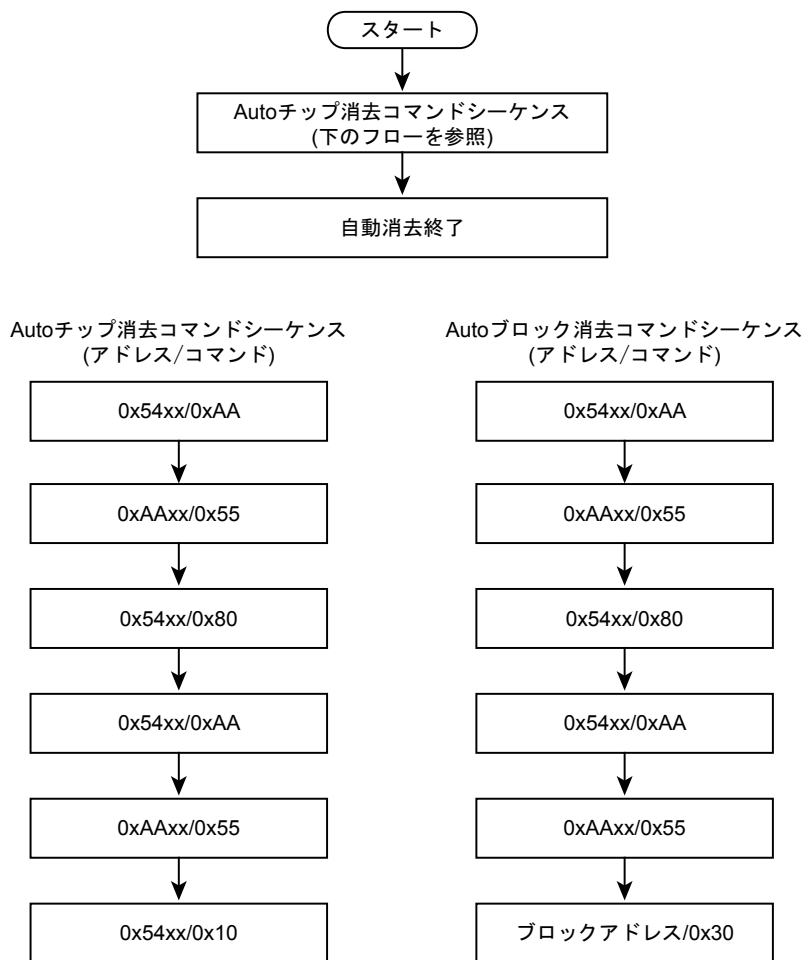 スタート
Autoチップ消去コマンドシーケンス
(下のフローを参照)
自動消去終了
Autoチップ消去コマンドシーケンス
(アドレス/コマンド)
0x54xx/0xAA
0xAAxx/0x55
0x54xx/0x80
0x54xx/0xAA
0xAAxx/0x55
0x54xx/0x10
Autoブロック消去コマンドシーケンス
(アドレス/コマンド)
0x54xx/0xAA
0xAAxx/0x55
0x54xx/0x80
0x54xx/0xAA
0xAAxx/0x55
ブロックアドレス/0x30